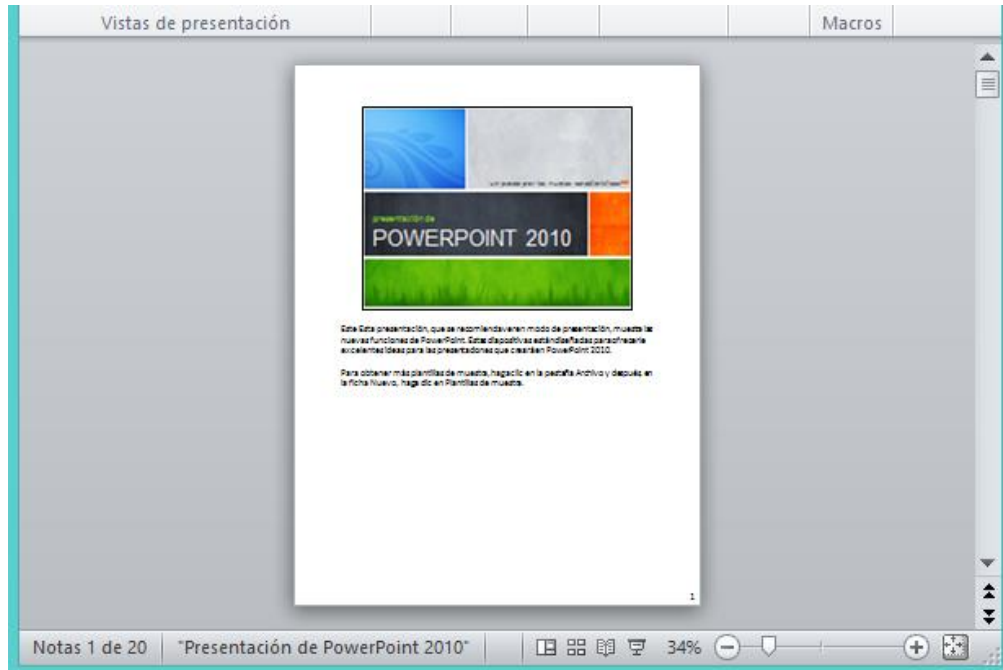 Vistas de presentación Macros
presentación de
POWERPOINT 2010
Este Esta presentación, que se recomienda ver en modo de presentación, muestra las
nuevas funciones de PowerPoint. Estas diapositivas están diseñadas para ofrecerle
excelentes ideas para las presentaciones que creará en PowerPoint 2010.
Para obtener más plantillas de muestra, haga clic en la pestaña Archivo y después, en
la ficha Nuevo, haga clic en Plantillas de muestra.
1
Notas 1 de 20 "Presentación de PowerPoint 2010" 34%